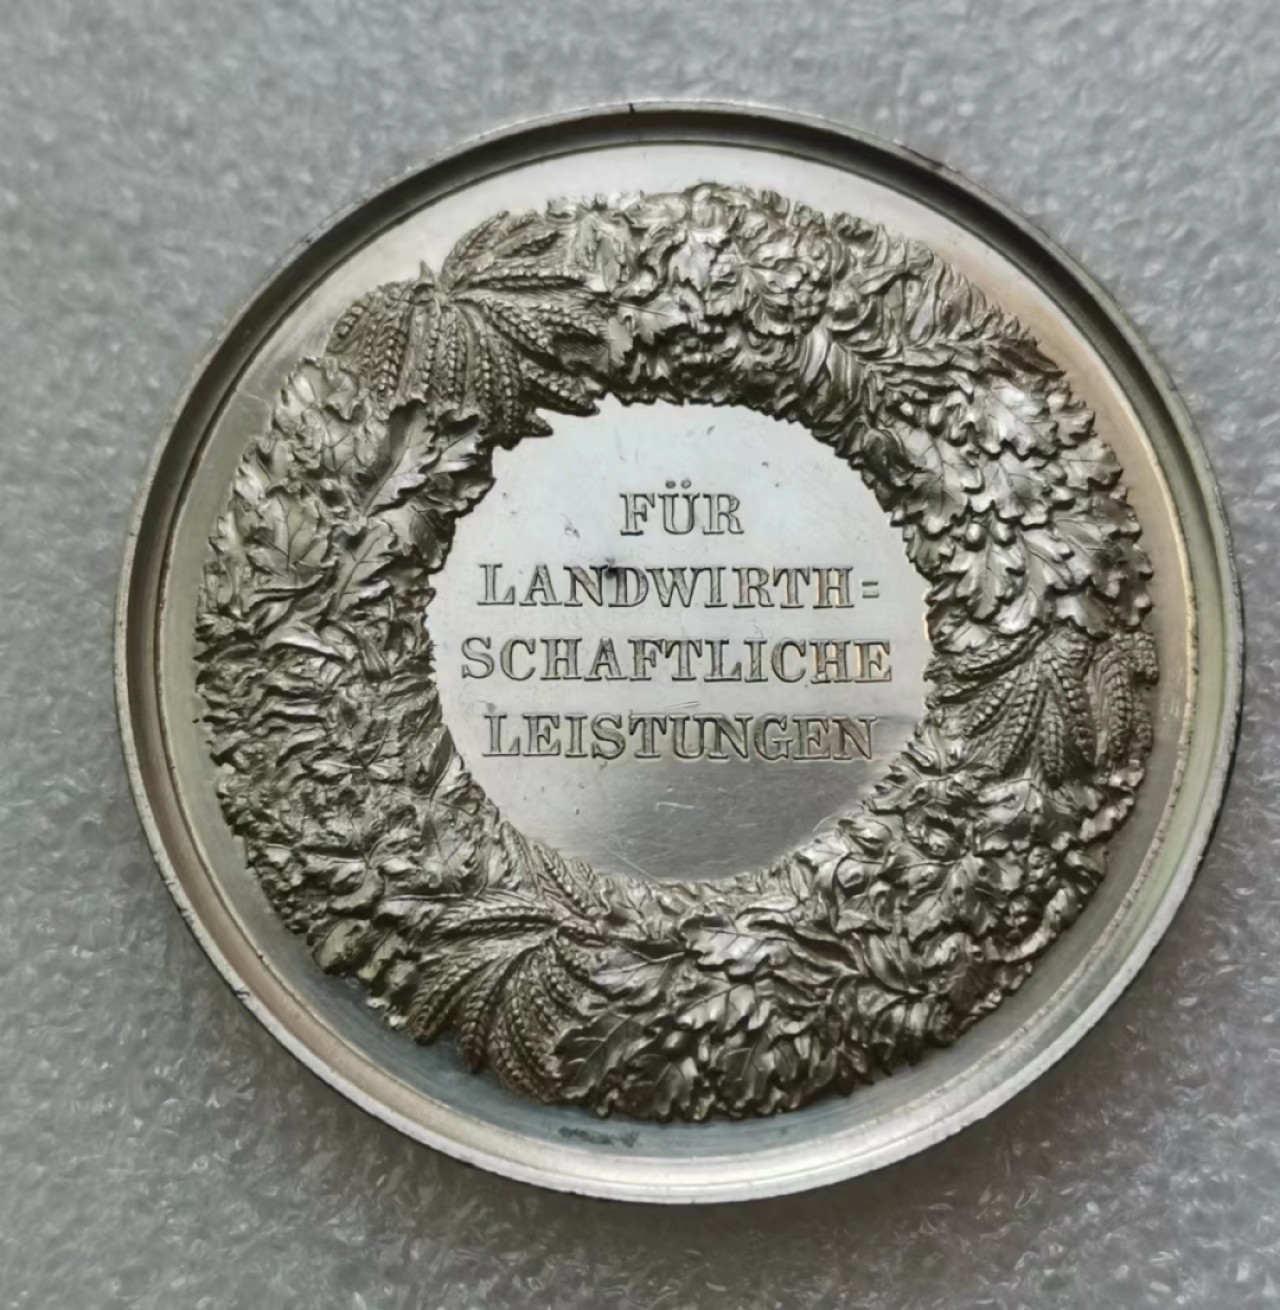 FÜR
LANDWIRTH=
SCHAFTLICHE
LEISTUNGEN